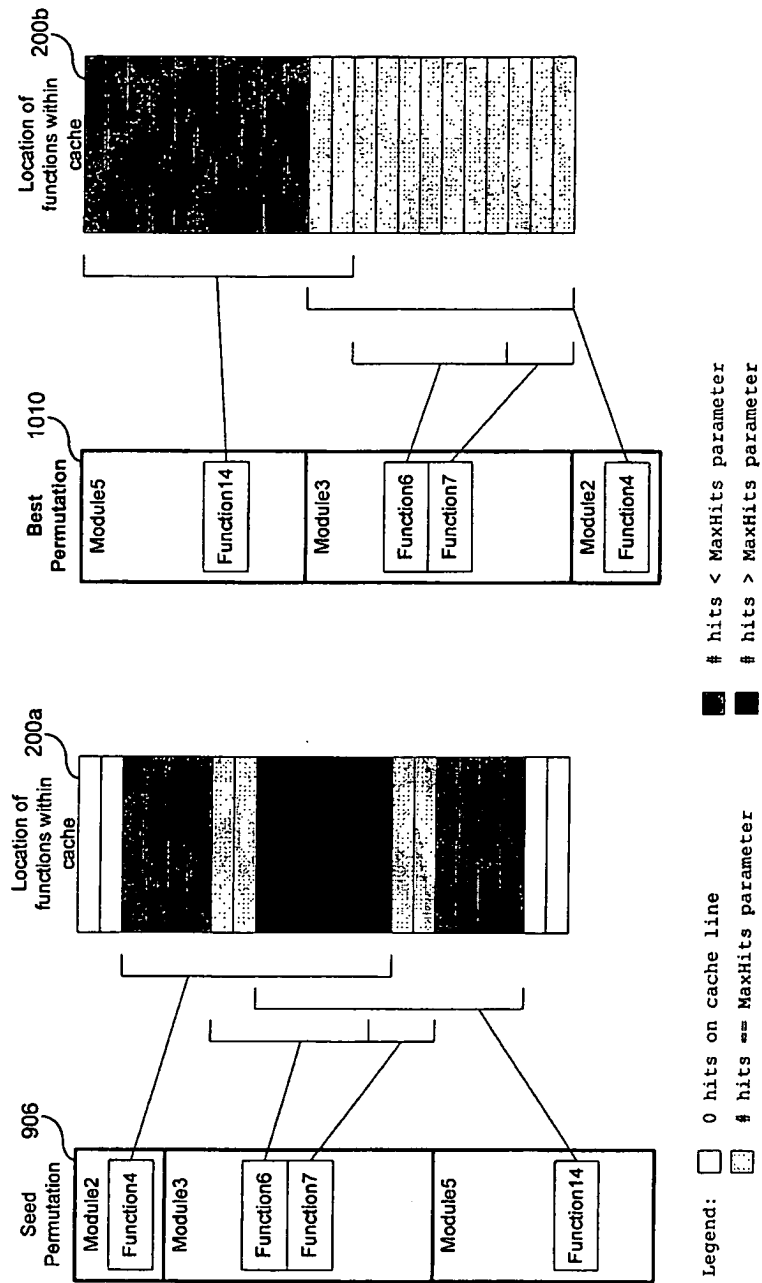 Seed
Permutation
906
Module2
Function4
Module3
Function6
Function7
Module5
Function14
Location of
functions within
cache
200a
Best
Permutation
1010
Module5
Function14
Module3
Function6
Function7
Module2
Function4
Location of
functions within
cache
200b
Legend:
0 hits on cache line
# hits == MaxHits parameter
# hits < MaxHits parameter
# hits > MaxHits parameter